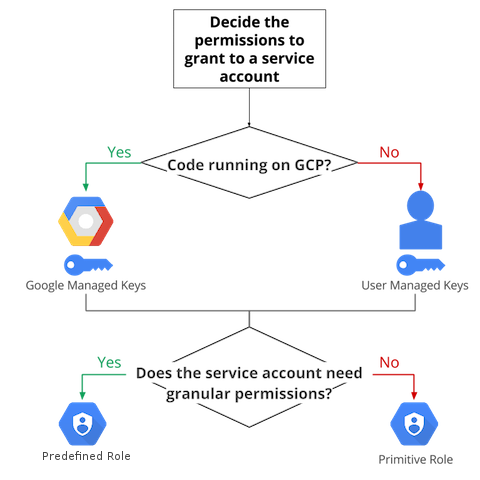 Decide the
permissions to
grant to a service
account
Yes
No
Code running on GCP?
Google Managed Keys
User Managed Keys
Yes
No
Does the service account need
granular permissions?
Predefined Role
Primitive Role